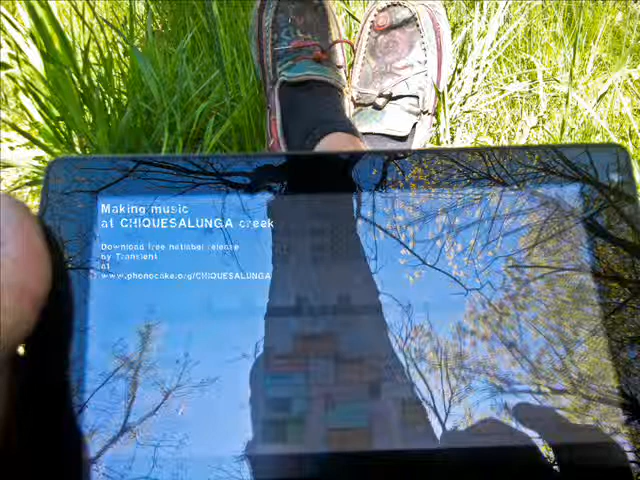 Making music
at CHIQUESALUNGA creek
Download free netlabel release
by Transient
at
www.phonocake.org/CHIQUESALUNGA